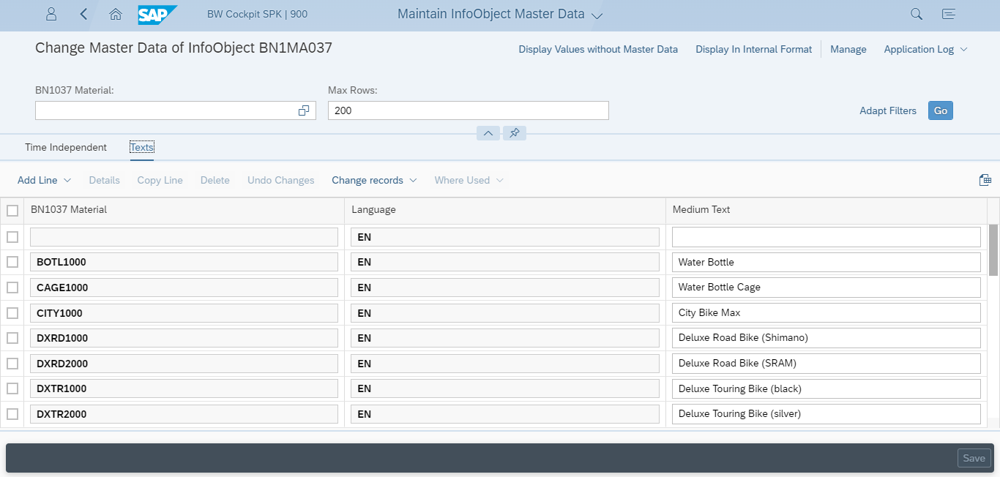 SAP BW Cockpit SPK | 900 Maintain InfoObject Master Data
Change Master Data of InfoObject BN1MA037
Display Values without Master Data Display In Internal Format Manage Application Log
BN1037 Material: Max Rows:
200 Adapt Filters Go
Time Independent Texts
Add Line Details Copy Line Delete Undo Changes Change records Where Used
BN1037 Material Language Medium Text
EN
BOTL1000 EN Water Bottle
CAGE1000 EN Water Bottle Cage
CITY1000 EN City Bike Max
DXRD1000 EN Deluxe Road Bike (Shimano)
DXRD2000 EN Deluxe Road Bike (SRAM)
DXTR1000 EN Deluxe Touring Bike (black)
DXTR2000 EN Deluxe Touring Bike (silver)
Save